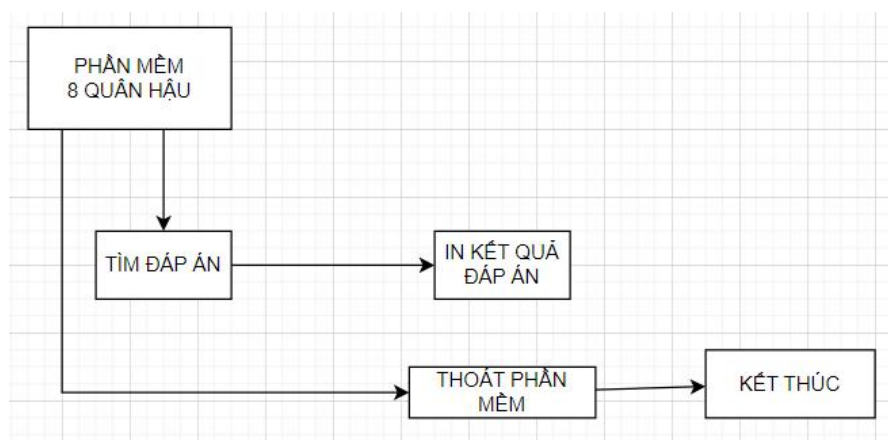 PHẦN MỀM
8 QUÂN HẬU
TÌM ĐÁP ÁN
IN KẾT QUẢ
ĐÁP ÁN
THOÁT PHẦN
MỀM
KẾT THÚC